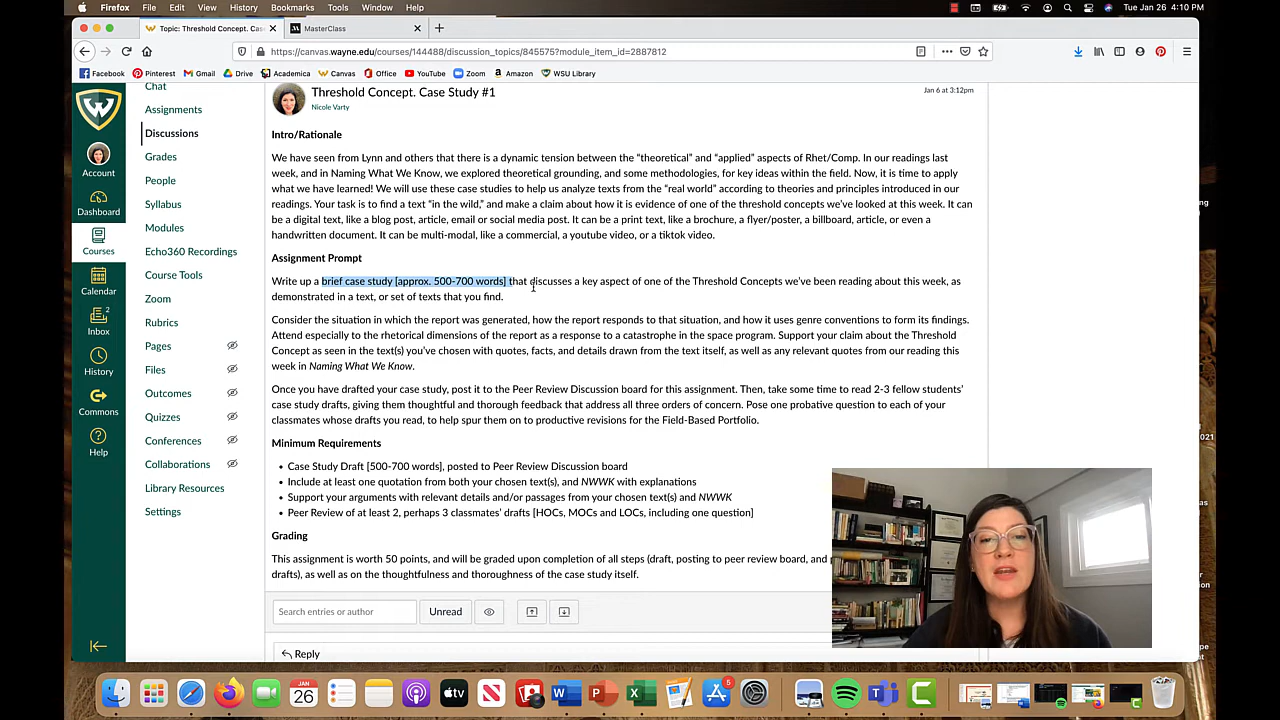 Firefox File Edit View History Bookmarks Tools Window Help
Tue Jan 26 4:10 PM
Topic: Threshold Concept. Cas
MasterClass
https://canvas.wayne.edu/courses/144488/discussion_topics/845575?module_item_id=2887812
Facebook Pinterest Gmail Drive Academica Canvas Office YouTube Zoom Amazon WSU Library
Account
Dashboard
Courses
Calendar
Inbox
2
History
Commons
Help
Chat
Assignments
Discussions
Grades
People
Syllabus
Modules
Echo360 Recordings
Course Tools
Zoom
Rubrics
Pages
Files
Outcomes
Quizzes
Conferences
Collaborations
Library Resources
Settings
Threshold Concept. Case Study #1
Nicole Varty
Jan 6 at 3:12pm
Intro/Rationale
We have seen from Lynn and others that there is a dynamic tension between the "theoretical" and "applied" aspects of Rhet/Comp. In our readings last
week, and in Naming What We Know, we explored theoretical grounding, and some methodologies, for key ideas within the field. Now, it is time to apply
what we have learned! We will use these case studies to help us analyze texts from the "real world" according to theories and principles introduced in our
readings. Your task is to find a text "in the wild," and make a claim about how it is evidence of one of the threshold concepts we've looked at this week. It can
be a digital text, like a blog post, article, email or social media post. It can be a print text, like a brochure, a flyer/poster, a billboard, article, or even a
handwritten document. It can be multi-modal, like a commercial, a youtube video, or a tiktok video.
Assignment Prompt
Write up a brief case study [approx. 500-700 words] that discusses a key aspect of one of the Threshold Concepts we've been reading about this week, as
demonstrated in a text, or set of texts that you find.
Consider the situation in which the report was generated, how the report responds to that situation, and how it uses genre conventions to form its findings.
Attend especially to the rhetorical dimensions of the report as a response to a catastrophe in the space program. Support your claim about the Threshold
Concept as seen in the text(s) you've chosen with quotes, facts, and details drawn from the text itself, as well as any relevant quotes from our reading this
week in Naming What We Know.
Once you have drafted your case study, post it to the Peer Review Discussion board for this assignment. Then, take some time to read 2-3 fellow students'
case study drafts, giving them thoughtful and thorough feedback that address all three orders of concern. Pose one probative question to each of your
classmates whose drafts you read, to help spur them on to productive revisions for the Field-Based Portfolio.
Minimum Requirements
• Case Study Draft [500-700 words], posted to Peer Review Discussion board
• Include at least one quotation from both your chosen text(s), and NWWK with explanations
• Support your arguments with relevant details and/or passages from your chosen text(s) and NWWK
• Peer Review of at least 2, perhaps 3 classmates' drafts [HOCs, MOCs and LOCs, including one question]
Grading
This assignment is worth 50 points, and will be graded upon completion of all steps (draft, posting to peer review board, and
drafts), as well as on the thoughtfulness and thoroughness of the case study itself.
Search entries or author
Unread
Reply
JAN
26
tv
5